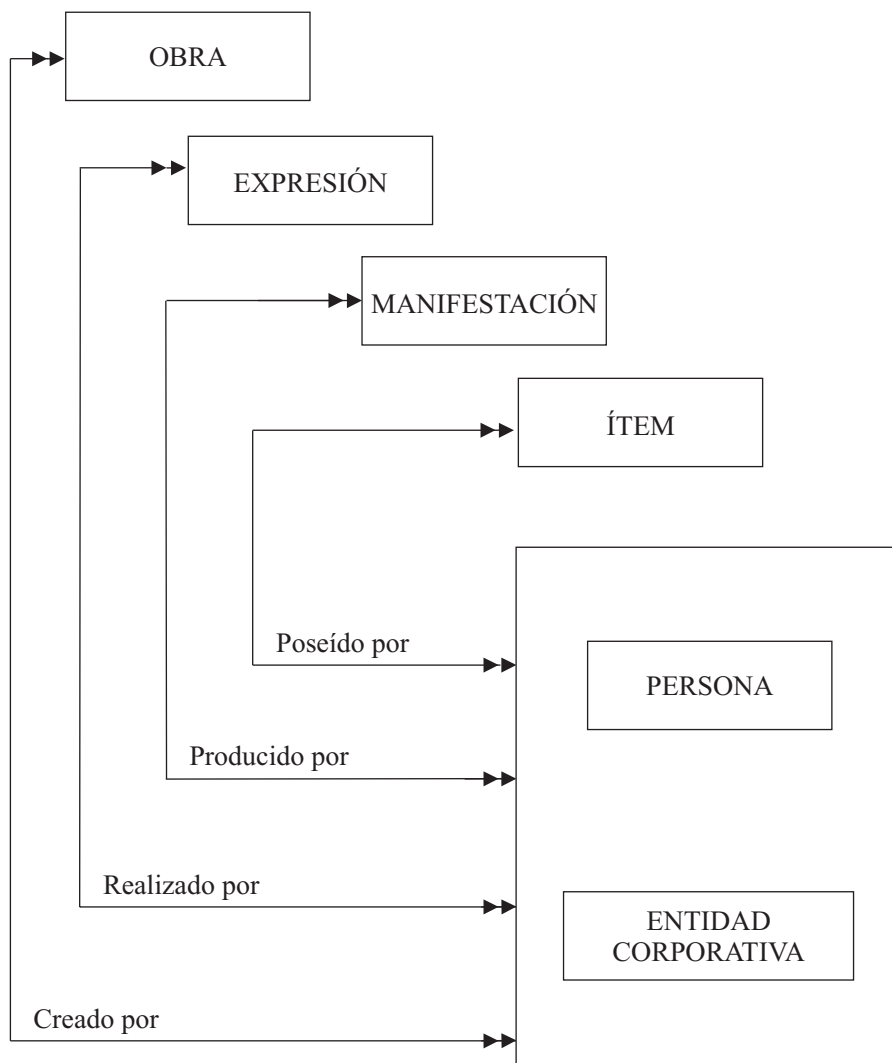 OBRA
EXPRESIÓN
MANIFESTACIÓN
ÍTEM
Poseído por
PERSONA
Producido por
Realizado por
ENTIDAD
CORPORATIVA
Creado por